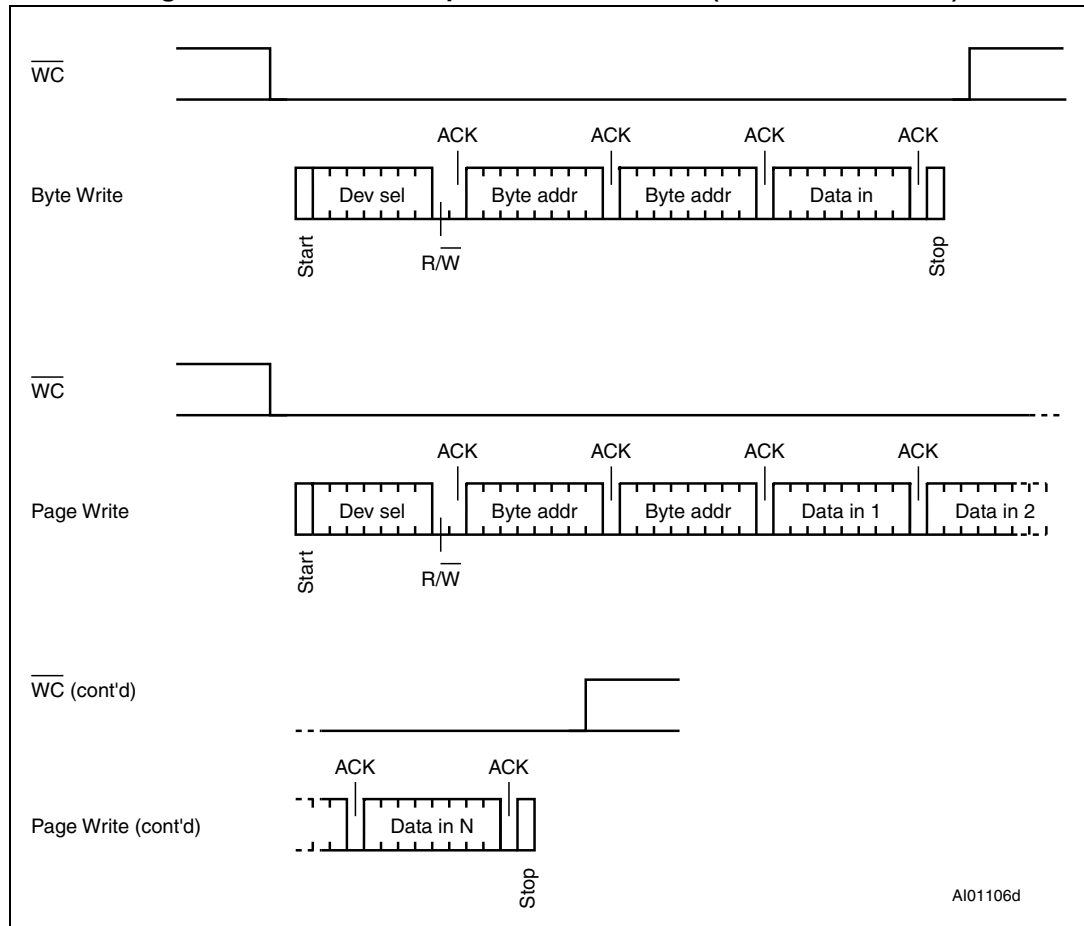 WC
ACK ACK ACK ACK
Byte Write Dev sel Byte addr Byte addr Data in
Start R/W Stop
WC
ACK ACK ACK ACK
Page Write Dev sel Byte addr Byte addr Data in 1 Data in 2
Start R/W
WC (cont'd)
ACK ACK
Page Write (cont'd) Data in N
Stop
AI01106d